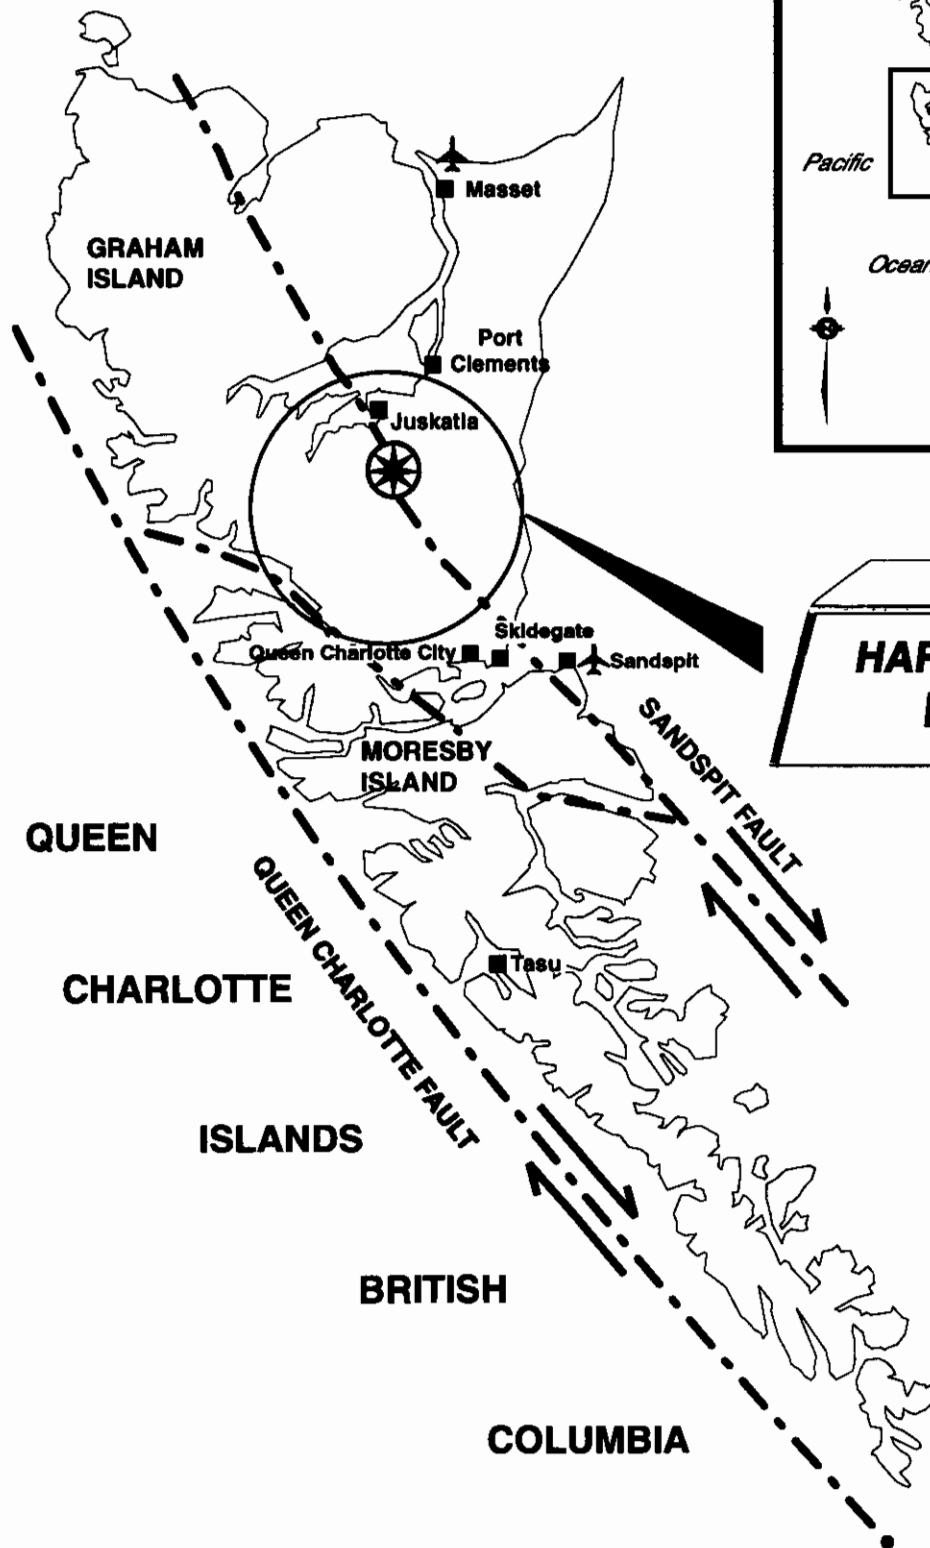 Pacific
Masset
GRAHAM
ISLAND
Ocean
Port
Clements
Juskatla
Skidegate
Queen Charlotte City
Sandspit
SANDSPIT FAULT
MORESBY
ISLAND
QUEEN
QUEEN CHARLOTTE FAULT
Tasu
CHARLOTTE
ISLANDS
BRITISH
COLUMBIA